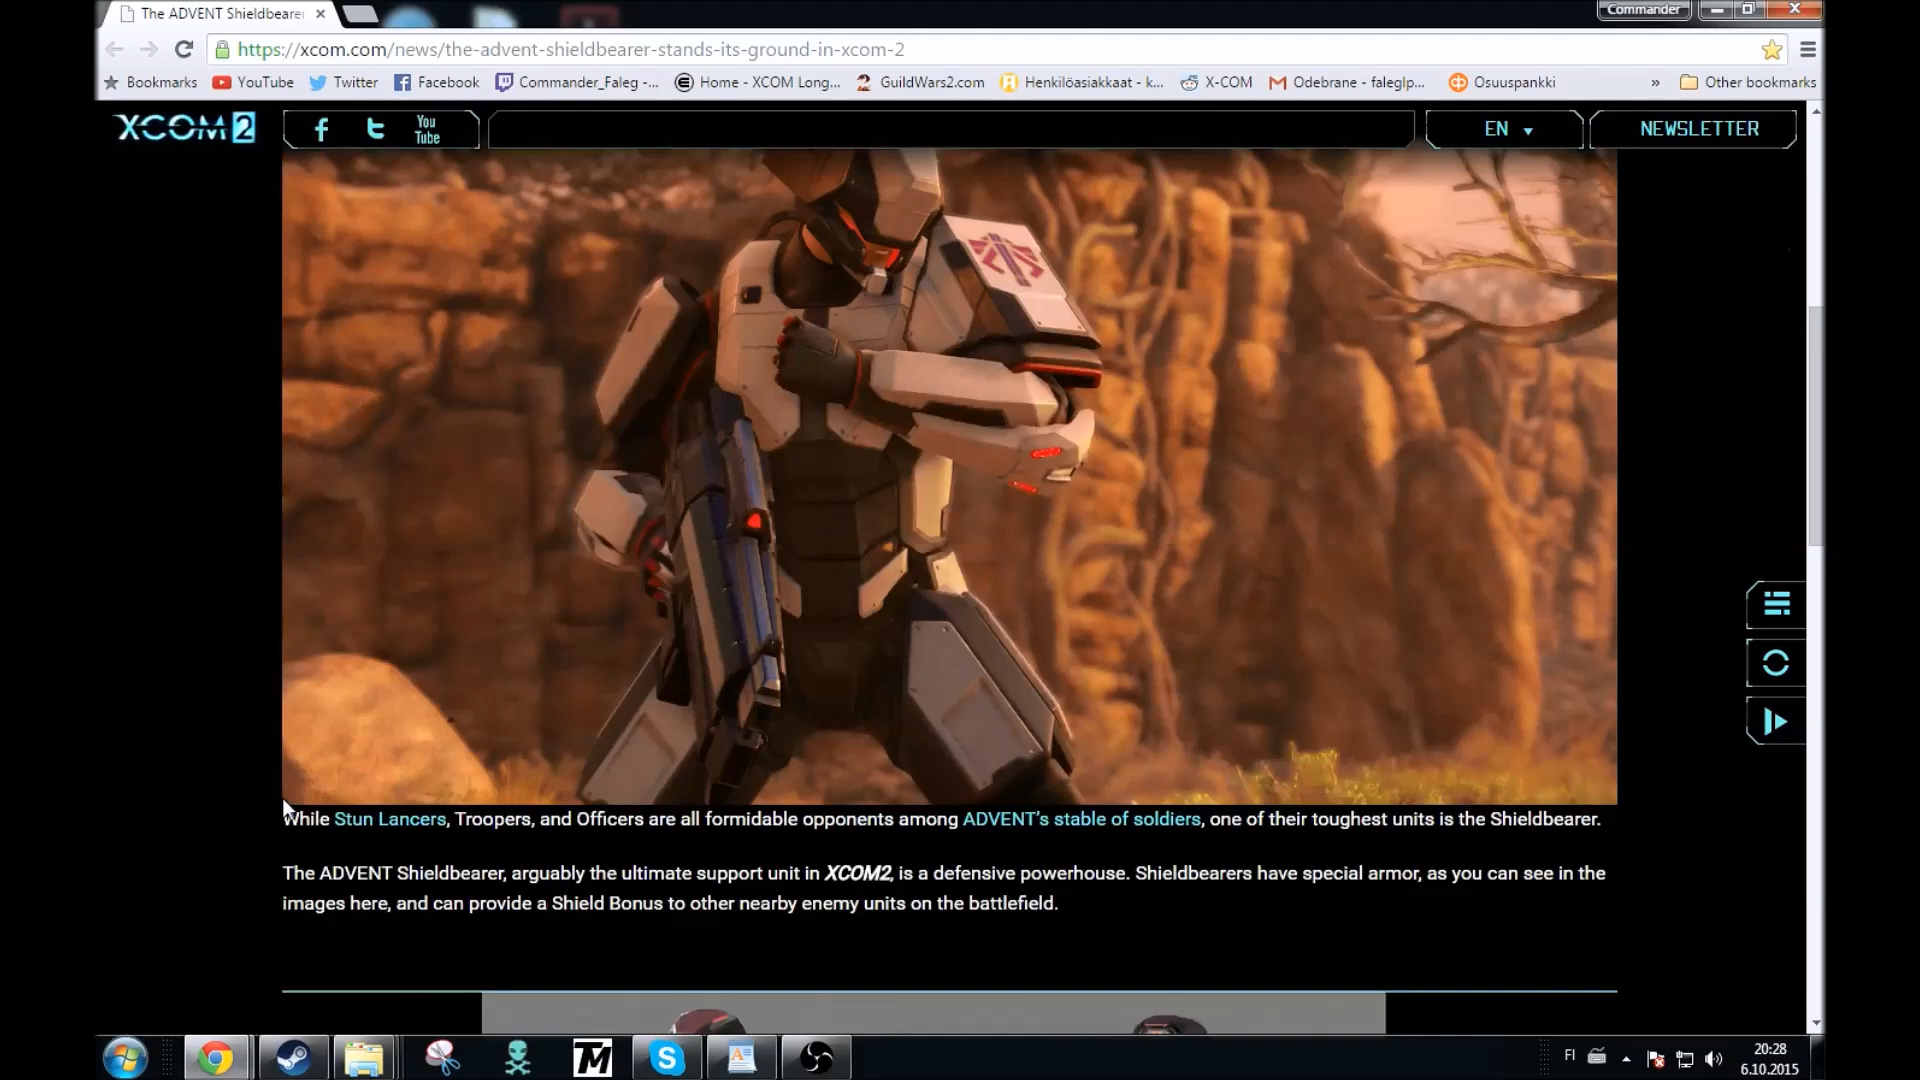 The ADVENT Shieldbearer
Commander
https://xcom.com/news/the-advent-shieldbearer-stands-its-ground-in-xcom-2
Bookmarks YouTube Twitter Facebook Commander_Faleg -... Home - XCOM Long... GuildWars2.com Henkilöasiakkaat - k... X-COM Odebrane - faleglp... Osuuspankki » Other bookmarks
XCOM 2 You Tube EN NEWSLETTER
While Stun Lancers, Troopers, and Officers are all formidable opponents among ADVENT's stable of soldiers, one of their toughest units is the Shieldbearer.
The ADVENT Shieldbearer, arguably the ultimate support unit in XCOM2, is a defensive powerhouse. Shieldbearers have special armor, as you can see in the
images here, and can provide a Shield Bonus to other nearby enemy units on the battlefield.
TM
FI
20:28
6.10.2015